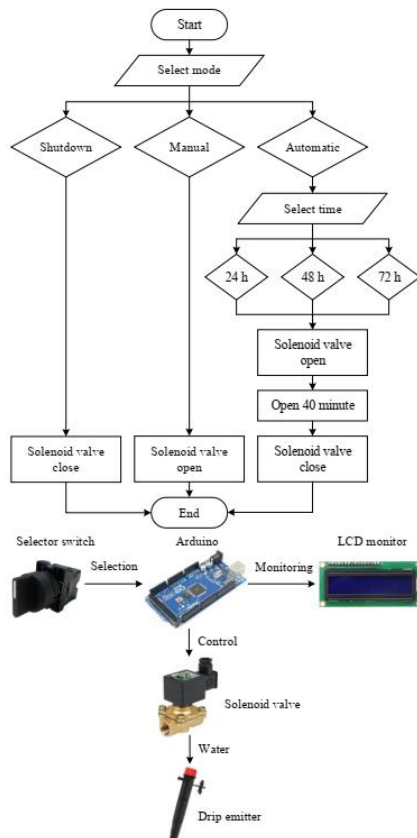 Start
Select mode
Shutdown
Manual
Automatic
Select time
24 h
48 h
72 h
Solenoid valve
open
Open 40 minute
Solenoid valve
close
Solenoid valve
open
Solenoid valve
close
End
Selector switch
Arduino
LCD monitor
Selection
Monitoring
Control
Solenoid valve
Water
Drip emitter